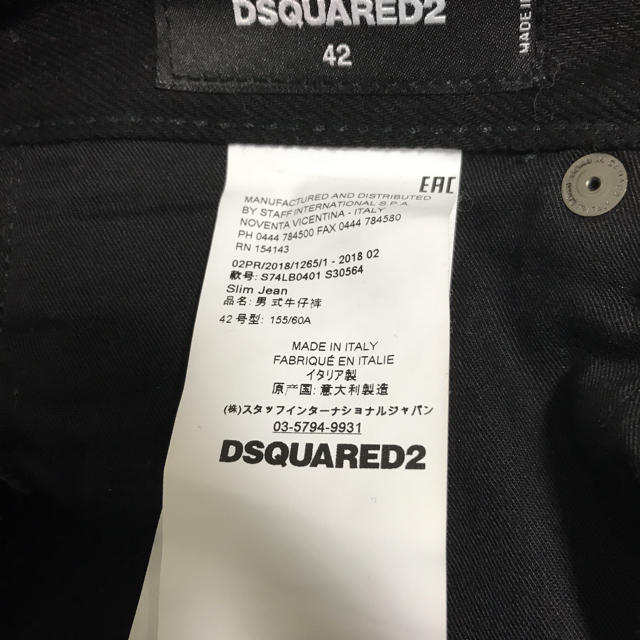 DSQUARED2
42
MADE IN
EAC
MANUFACTURED AND DISTRIBUTED
BY STAFF INTERNATIONAL S.P.A.
NOVENTA VICENTINA - ITALY
PH 0444 784500 FAX 0444 784580
RN 154143
02PR/2018/1265/1 - 2018 02
款号: S74LB0401 S30564
Slim Jean
品名: 男式牛仔裤
42 号型: 155/60A
MADE IN ITALY
FABRIQUÉ EN ITALIE
イタリア製
原产国: 意大利製造
(株)スタッフインターナショナルジャパン
03-5794-9931
DSQUARED2